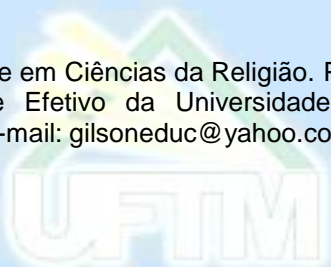 e em Ciências da Religião. P
e Efetivo da Universidade
-mail: gilsoneduc@yahoo.co
UFTM